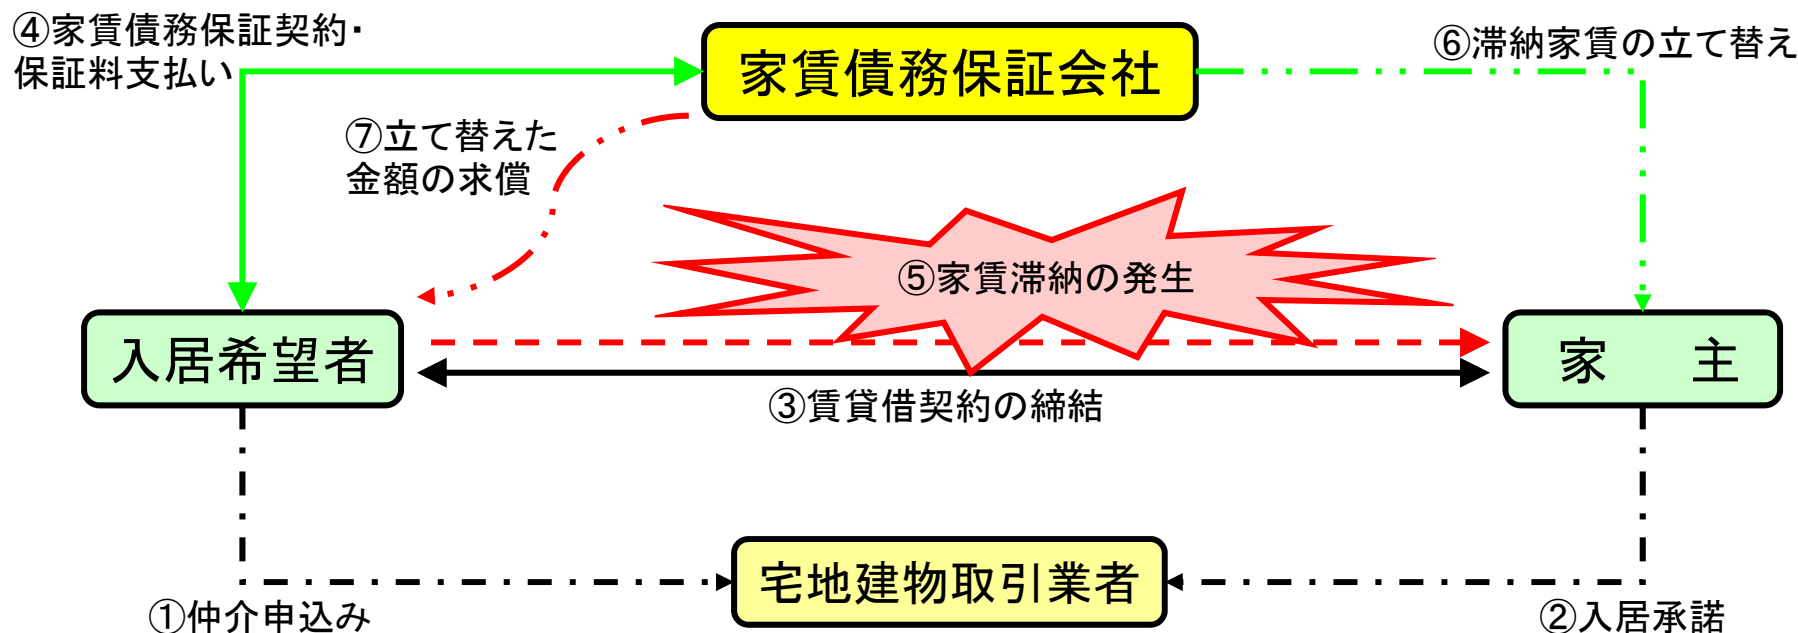 ④家賃債務保証契約・
保証料支払い
家賃債務保証会社
⑥滞納家賃の立て替え
⑦立て替えた
金額の求償
⑤家賃滞納の発生
入居希望者
家　主
③賃貸借契約の締結
宅地建物取引業者
①仲介申込み
②入居承諾